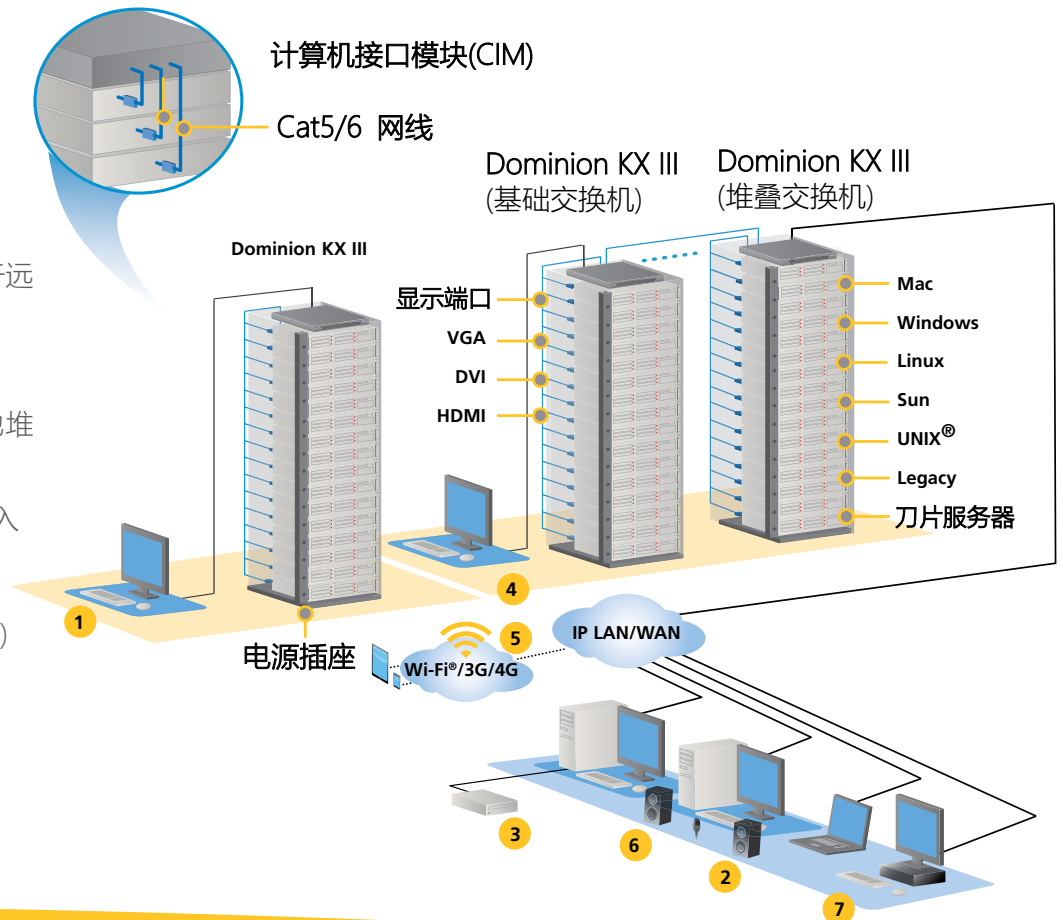 计算机接口模块(CIM)
Cat5/6 网线
Dominion KX III
(基础交换机)
Dominion KX III
(堆叠交换机)
Dominion KX III
远
显示端口
VGA
DVI
HDMI
Mac
Windows
Linux
Sun
UNIX®
Legacy
刀片服务器
堆
入
)
1
4
电源插座
5
Wi-Fi®/3G/4G
IP LAN/WAN
3
6
2
7